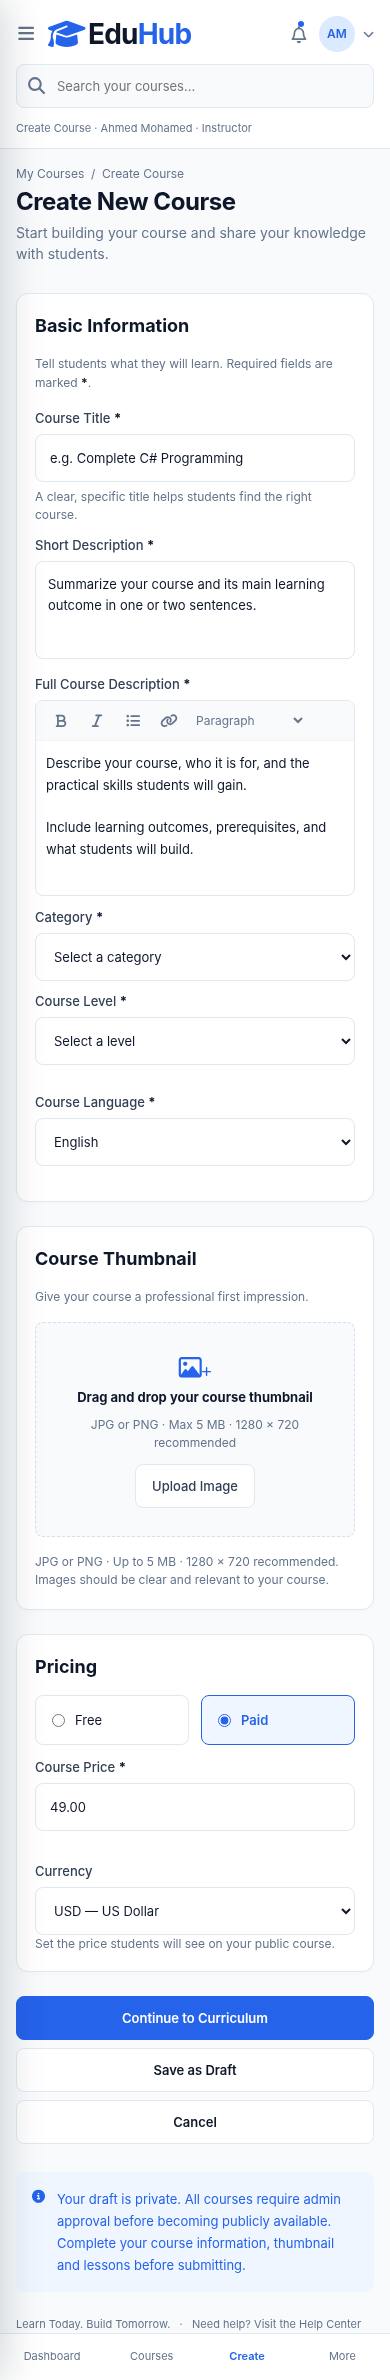 EduHub
AM
Search your courses...
Create Course · Ahmed Mohamed · Instructor
My Courses / Create Course
Create New Course
Start building your course and share your knowledge
with students.
Basic Information
Tell students what they will learn. Required fields are
marked *.
Course Title *
e.g. Complete C# Programming
A clear, specific title helps students find the right
course.
Short Description *
Summarize your course and its main learning
outcome in one or two sentences.
Full Course Description *
B I Paragraph
Describe your course, who it is for, and the
practical skills students will gain.
Include learning outcomes, prerequisites, and
what students will build.
Category *
Select a category
Course Level *
Select a level
Course Language *
English
Course Thumbnail
Give your course a professional first impression.
Drag and drop your course thumbnail
JPG or PNG · Max 5 MB · 1280 × 720
recommended
Upload Image
JPG or PNG · Up to 5 MB · 1280 × 720 recommended.
Images should be clear and relevant to your course.
Pricing
Free Paid
Course Price *
49.00
Currency
USD — US Dollar
Set the price students will see on your public course.
Continue to Curriculum
Save as Draft
Cancel
Your draft is private. All courses require admin
approval before becoming publicly available.
Complete your course information, thumbnail
and lessons before submitting.
Learn Today. Build Tomorrow. · Need help? Visit the Help Center
Dashboard Courses Create More